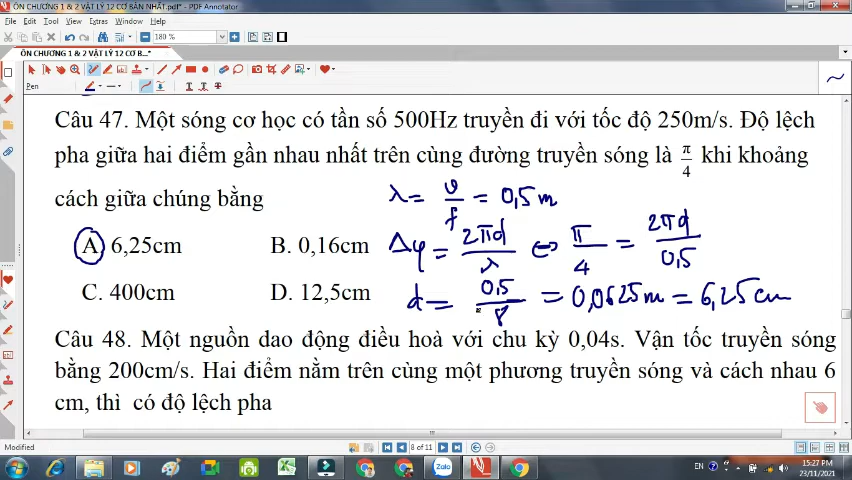 ÔN CHƯƠNG 1 & 2 VẬT LÝ 12 CƠ BẢN NHẤT.pdf* - PDF Annotator
File Edit Tool View Extras Window Help
180 %
ÔN CHƯƠNG 1 & 2 VẬT LÝ 12 CƠ B...*
Pen
Câu 47. Một sóng cơ học có tần số 500Hz truyền đi với tốc độ 250m/s. Độ lệch
pha giữa hai điểm gần nhau nhất trên cùng đường truyền sóng là π/4 khi khoảng
cách giữa chúng bằng
λ = v/f = 0,5m
A 6,25cm B. 0,16cm
Δφ = 2πd/λ ⇔ π/4 = 2πd/0,5
C. 400cm D. 12,5cm
d = 0,5/8 = 0,0625m = 6,25cm
Câu 48. Một nguồn dao động điều hoà với chu kỳ 0,04s. Vận tốc truyền sóng
bằng 200cm/s. Hai điểm nằm trên cùng một phương truyền sóng và cách nhau 6
cm, thì có độ lệch pha
Modified
8 of 11
Zalo
EN
15:27 PM
23/11/2021